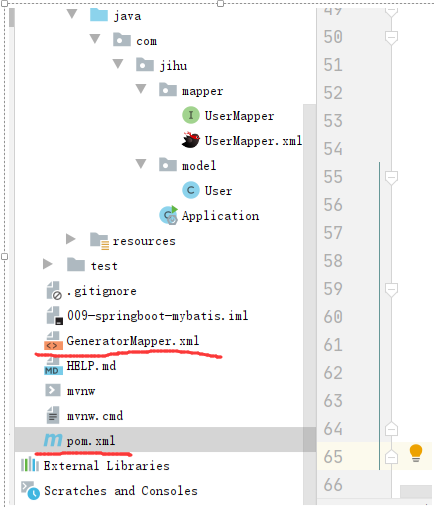 java
com
jihu
mapper
UserMapper
UserMapper.xml
model
User
Application
resources
test
.gitignore
009-springboot-mybatis.iml
GeneratorMapper.xml
HELP.md
mvnw
mvnw.cmd
pom.xml
External Libraries
Scratches and Consoles
49
50
51
52
53
54
55
56
57
58
59
60
61
62
63
64
65
66